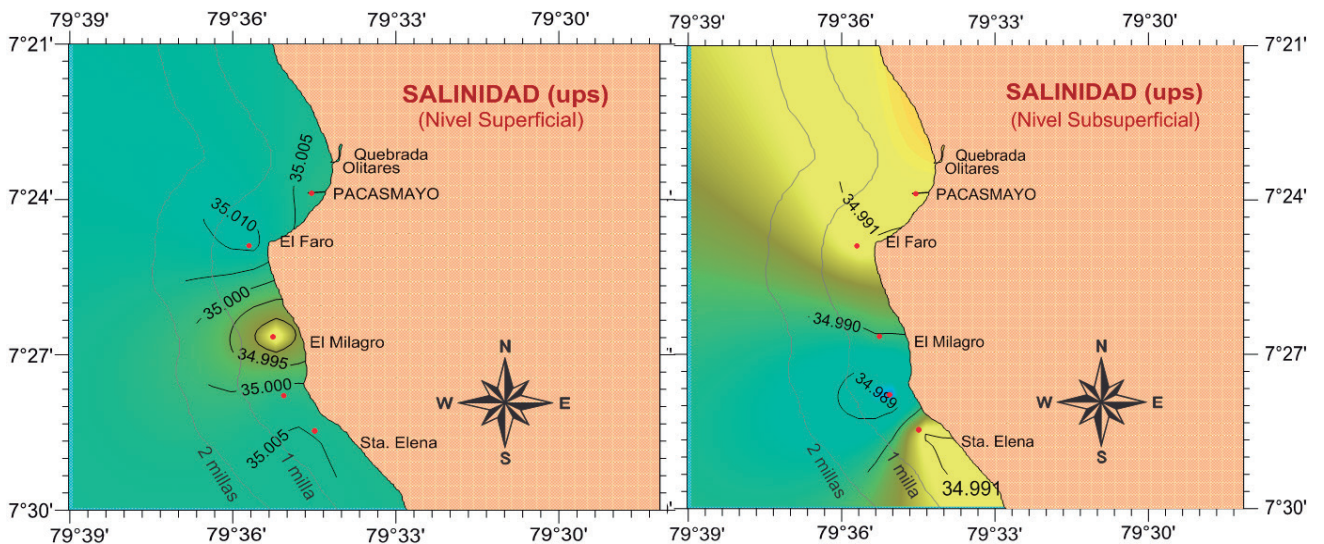 79°39' 79°36' 79°33' 79°30'
7°21'
SALINIDAD (ups)
(Nivel Superficial)
35.005
Quebrada
Olitares
7°24'
PACASMAYO
35.010
El Faro
35.000
El Milagro
7°27'
34.995
35.000
N
W E
S
35.005
Sta. Elena
2 millas
1 milla
7°30'
79°39' 79°36' 79°33' 79°30'
79°39' 79°36' 79°33' 79°30'
7°21'
SALINIDAD (ups)
(Nivel Subsuperficial)
Quebrada
Olitares
PACASMAYO
7°24'
34.991
El Faro
34.990
El Milagro
7°27'
34.989
N
W E
S
Sta. Elena
2 millas
1 milla
34.991
7°30'
79°39' 79°36' 79°33' 79°30'